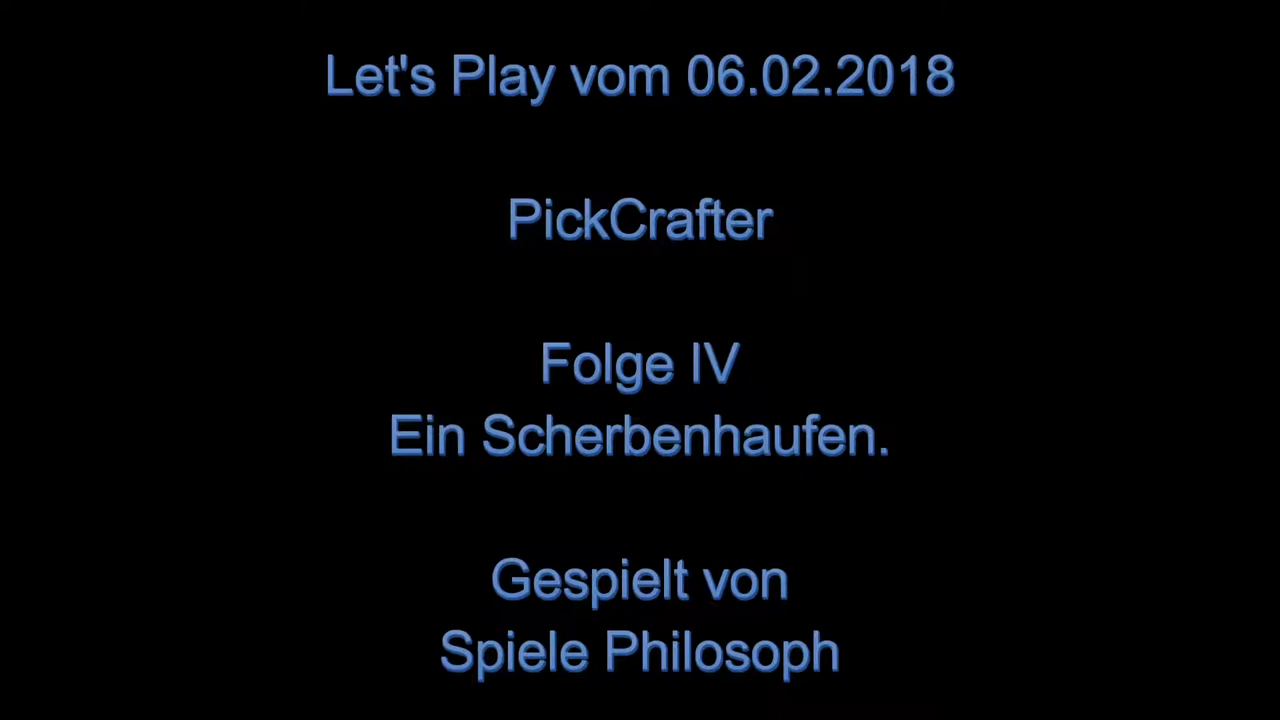 Let's Play vom 06.02.2018
PickCrafter
Folge IV
Ein Scherbenhaufen.
Gespielt von
Spiele Philosoph